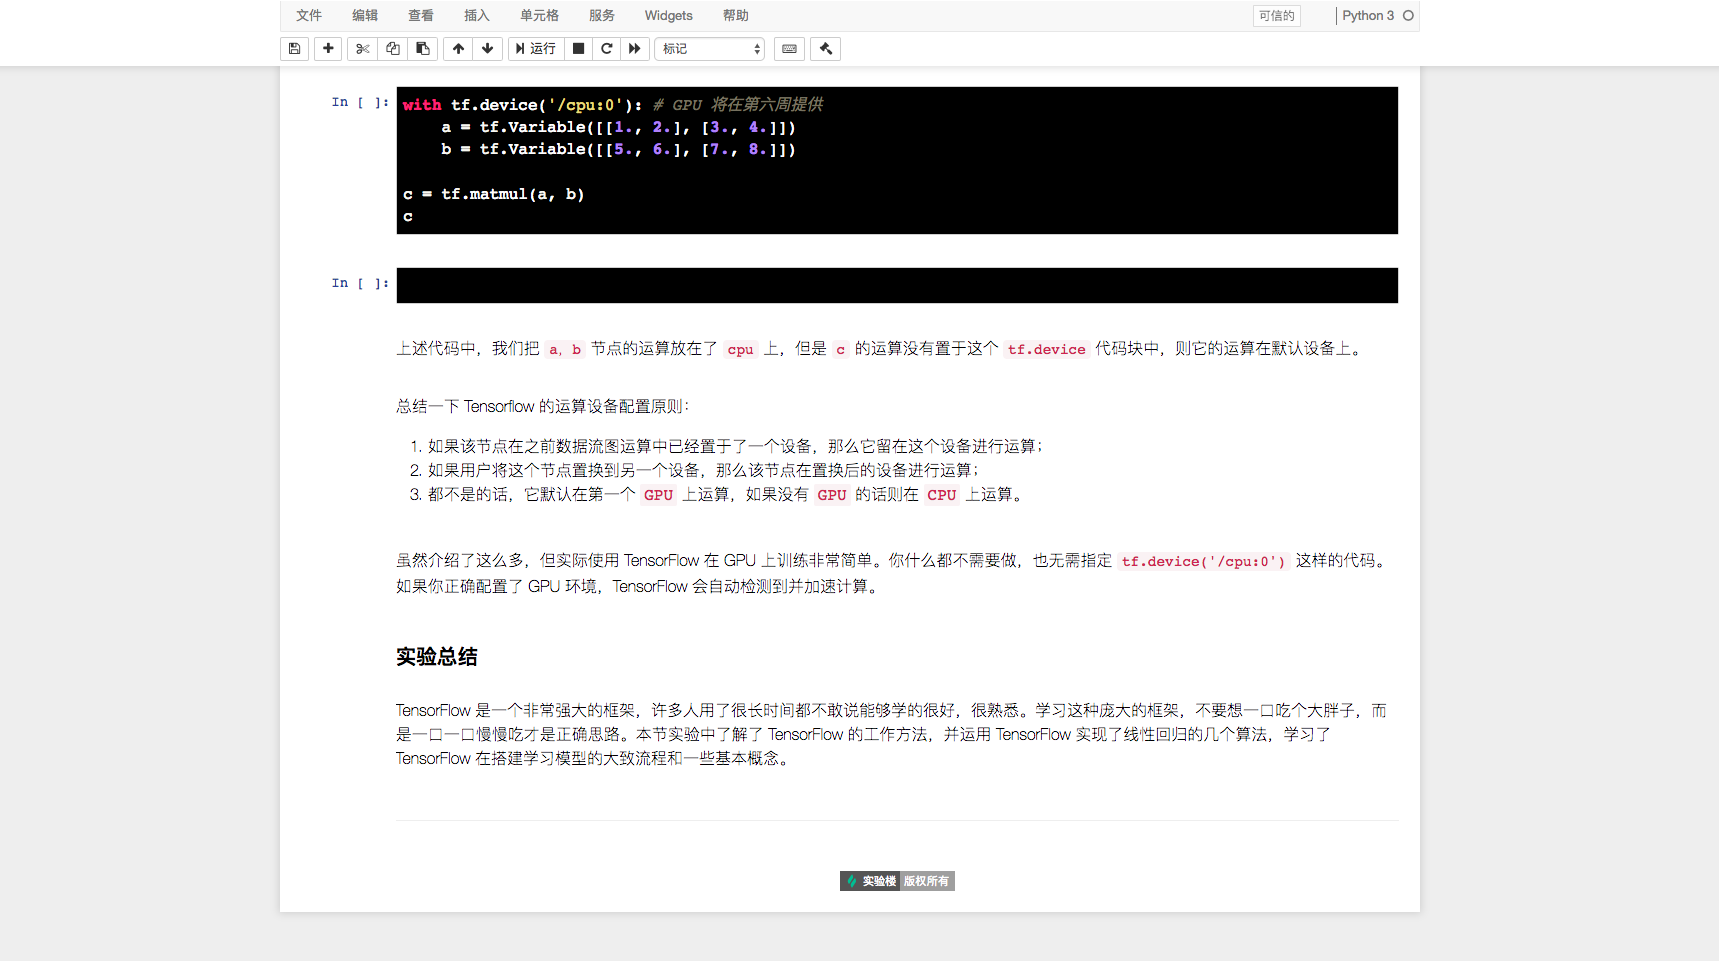 文件 编辑 查看 插入 单元格 服务 Widgets 帮助 可信的 Python 3
运行 标记
In [ ]:
with tf.device('/cpu:0'): # GPU 将在第六周提供
    a = tf.Variable([[1., 2.], [3., 4.]])
    b = tf.Variable([[5., 6.], [7., 8.]])
c = tf.matmul(a, b)
c
In [ ]:
上述代码中，我们把 a, b 节点的运算放在了 cpu 上，但是 c 的运算没有置于这个 tf.device 代码块中，则它的运算在默认设备上。
总结一下 Tensorflow 的运算设备配置原则：
1. 如果该节点在之前数据流图运算中已经置于了一个设备，那么它留在这个设备进行运算；
2. 如果用户将这个节点置换到另一个设备，那么该节点在置换后的设备进行运算；
3. 都不是的话，它默认在第一个 GPU 上运算，如果没有 GPU 的话则在 CPU 上运算。
虽然介绍了这么多，但实际使用 TensorFlow 在 GPU 上训练非常简单。你什么都不需要做，也无需指定 tf.device('/cpu:0') 这样的代码。
如果你正确配置了 GPU 环境，TensorFlow 会自动检测到并加速计算。
实验总结
TensorFlow 是一个非常强大的框架，许多人用了很长时间都不敢说能够学的很好，很熟悉。学习这种庞大的框架，不要想一口吃个大胖子，而
是一口一口慢慢吃才是正确思路。本节实验中了解了 TensorFlow 的工作方法，并运用 TensorFlow 实现了线性回归的几个算法，学习了
TensorFlow 在搭建学习模型的大致流程和一些基本概念。
实验楼 版权所有